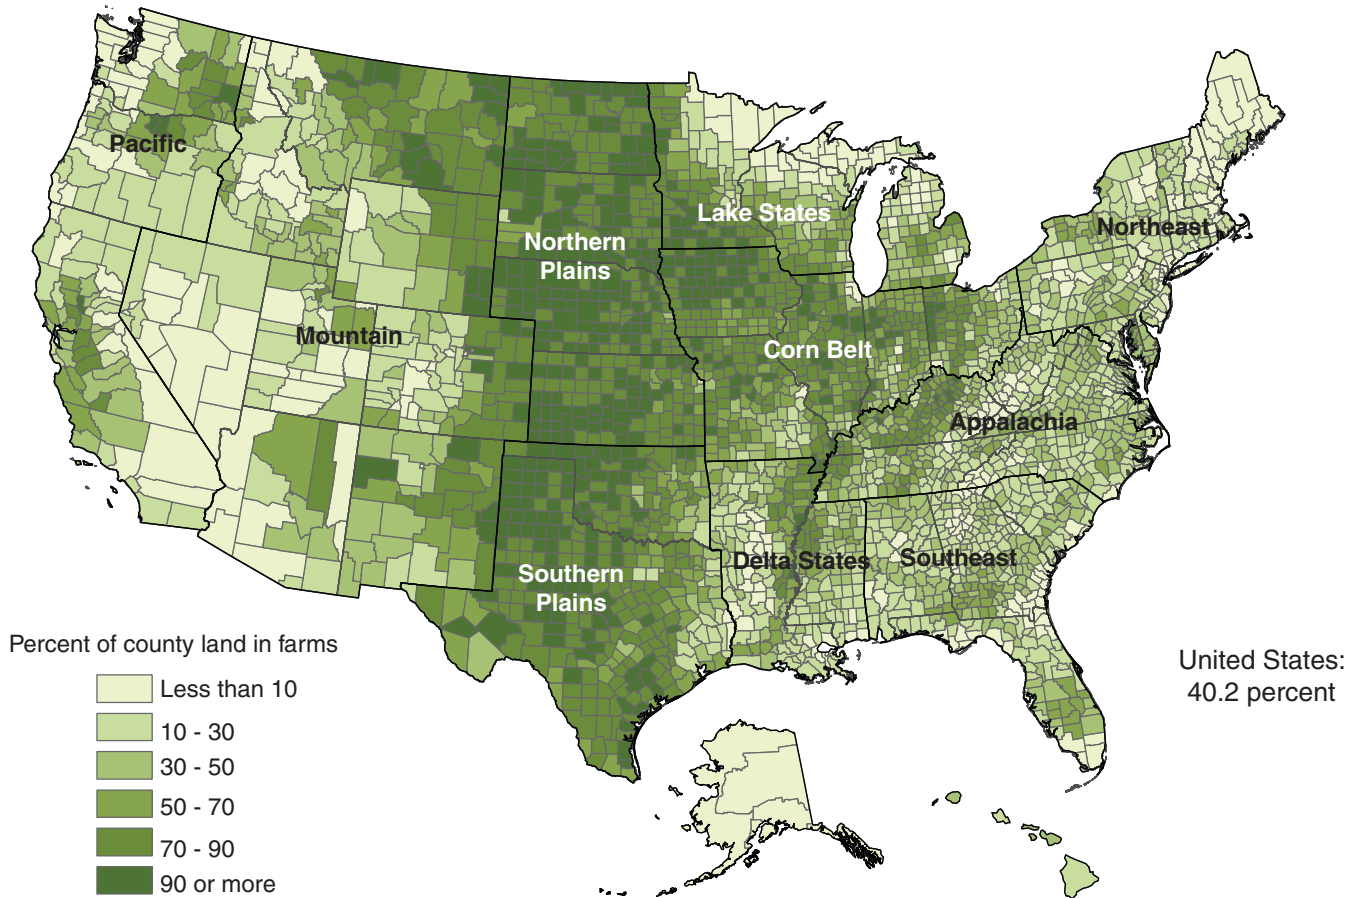 Pacific
Lake States
Northeast
Northern
Plains
Mountain
Corn Belt
Appalachia
Delta States
Southeast
Southern
Plains
Percent of county land in farms
Less than 10
10 - 30
30 - 50
50 - 70
70 - 90
90 or more
United States:
40.2 percent